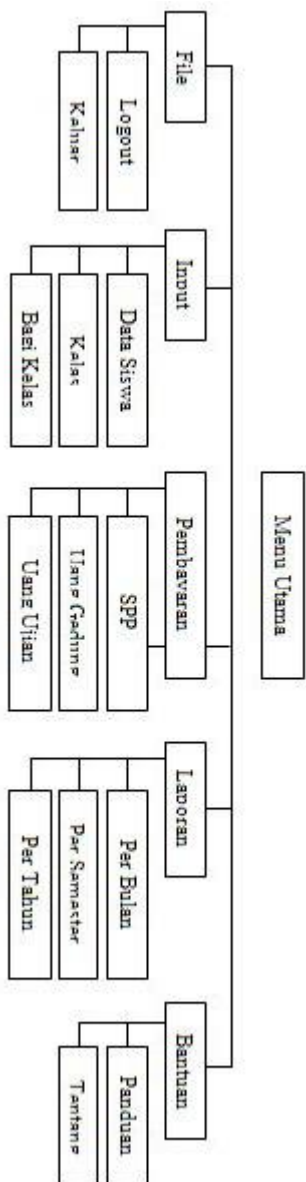 Menu Utama
File
Logout
Keluar
Input
Data Siswa
Kelas
Bagi Kelas
Pembayaran
SPP
Uang Gedung
Uang Ujian
Laporan
Per Bulan
Per Semester
Per Tahun
Bantuan
Panduan
Tentang